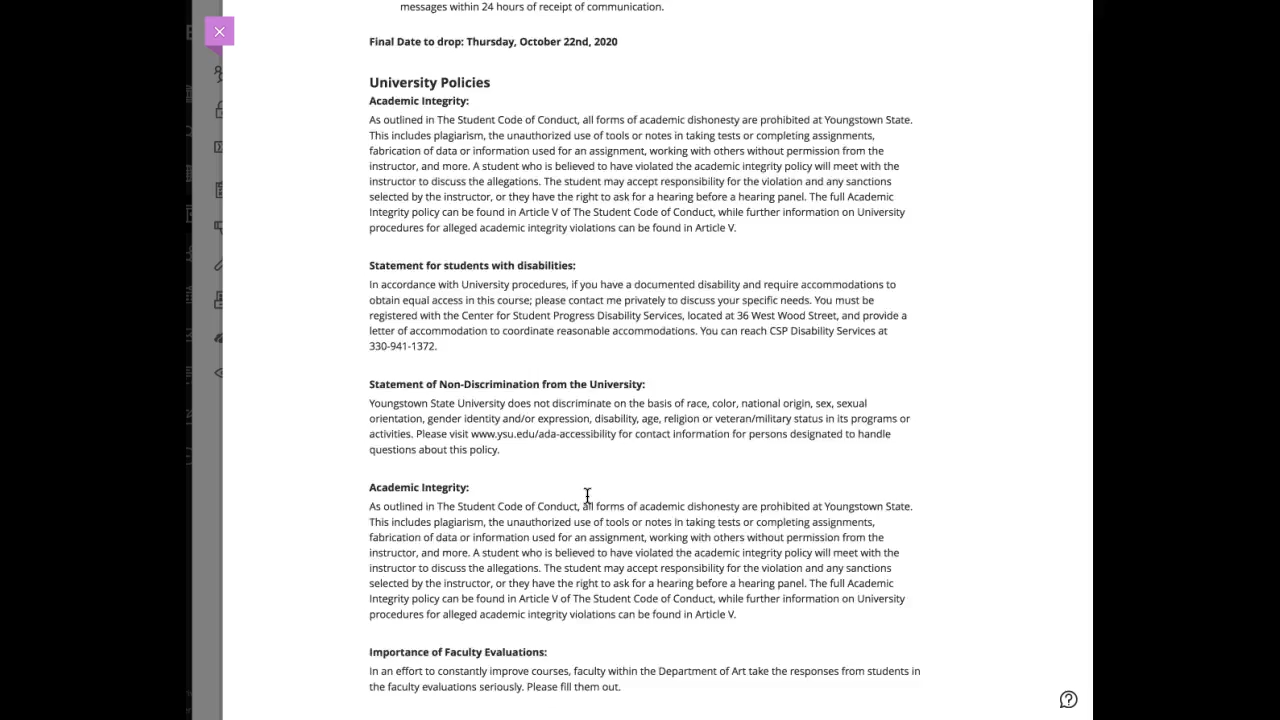 messages within 24 hours of receipt of communication.
Final Date to drop: Thursday, October 22nd, 2020
University Policies
Academic Integrity:
As outlined in The Student Code of Conduct, all forms of academic dishonesty are prohibited at Youngstown State.
This includes plagiarism, the unauthorized use of tools or notes in taking tests or completing assignments,
fabrication of data or information used for an assignment, working with others without permission from the
instructor, and more. A student who is believed to have violated the academic integrity policy will meet with the
instructor to discuss the allegations. The student may accept responsibility for the violation and any sanctions
selected by the instructor, or they have the right to ask for a hearing before a hearing panel. The full Academic
Integrity policy can be found in Article V of The Student Code of Conduct, while further information on University
procedures for alleged academic integrity violations can be found in Article V.
Statement for students with disabilities:
In accordance with University procedures, if you have a documented disability and require accommodations to
obtain equal access in this course; please contact me privately to discuss your specific needs. You must be
registered with the Center for Student Progress Disability Services, located at 36 West Wood Street, and provide a
letter of accommodation to coordinate reasonable accommodations. You can reach CSP Disability Services at
330-941-1372.
Statement of Non-Discrimination from the University:
Youngstown State University does not discriminate on the basis of race, color, national origin, sex, sexual
orientation, gender identity and/or expression, disability, age, religion or veteran/military status in its programs or
activities. Please visit www.ysu.edu/ada-accessibility for contact information for persons designated to handle
questions about this policy.
Academic Integrity:
As outlined in The Student Code of Conduct, all forms of academic dishonesty are prohibited at Youngstown State.
This includes plagiarism, the unauthorized use of tools or notes in taking tests or completing assignments,
fabrication of data or information used for an assignment, working with others without permission from the
instructor, and more. A student who is believed to have violated the academic integrity policy will meet with the
instructor to discuss the allegations. The student may accept responsibility for the violation and any sanctions
selected by the instructor, or they have the right to ask for a hearing before a hearing panel. The full Academic
Integrity policy can be found in Article V of The Student Code of Conduct, while further information on University
procedures for alleged academic integrity violations can be found in Article V.
Importance of Faculty Evaluations:
In an effort to constantly improve courses, faculty within the Department of Art take the responses from students in
the faculty evaluations seriously. Please fill them out.